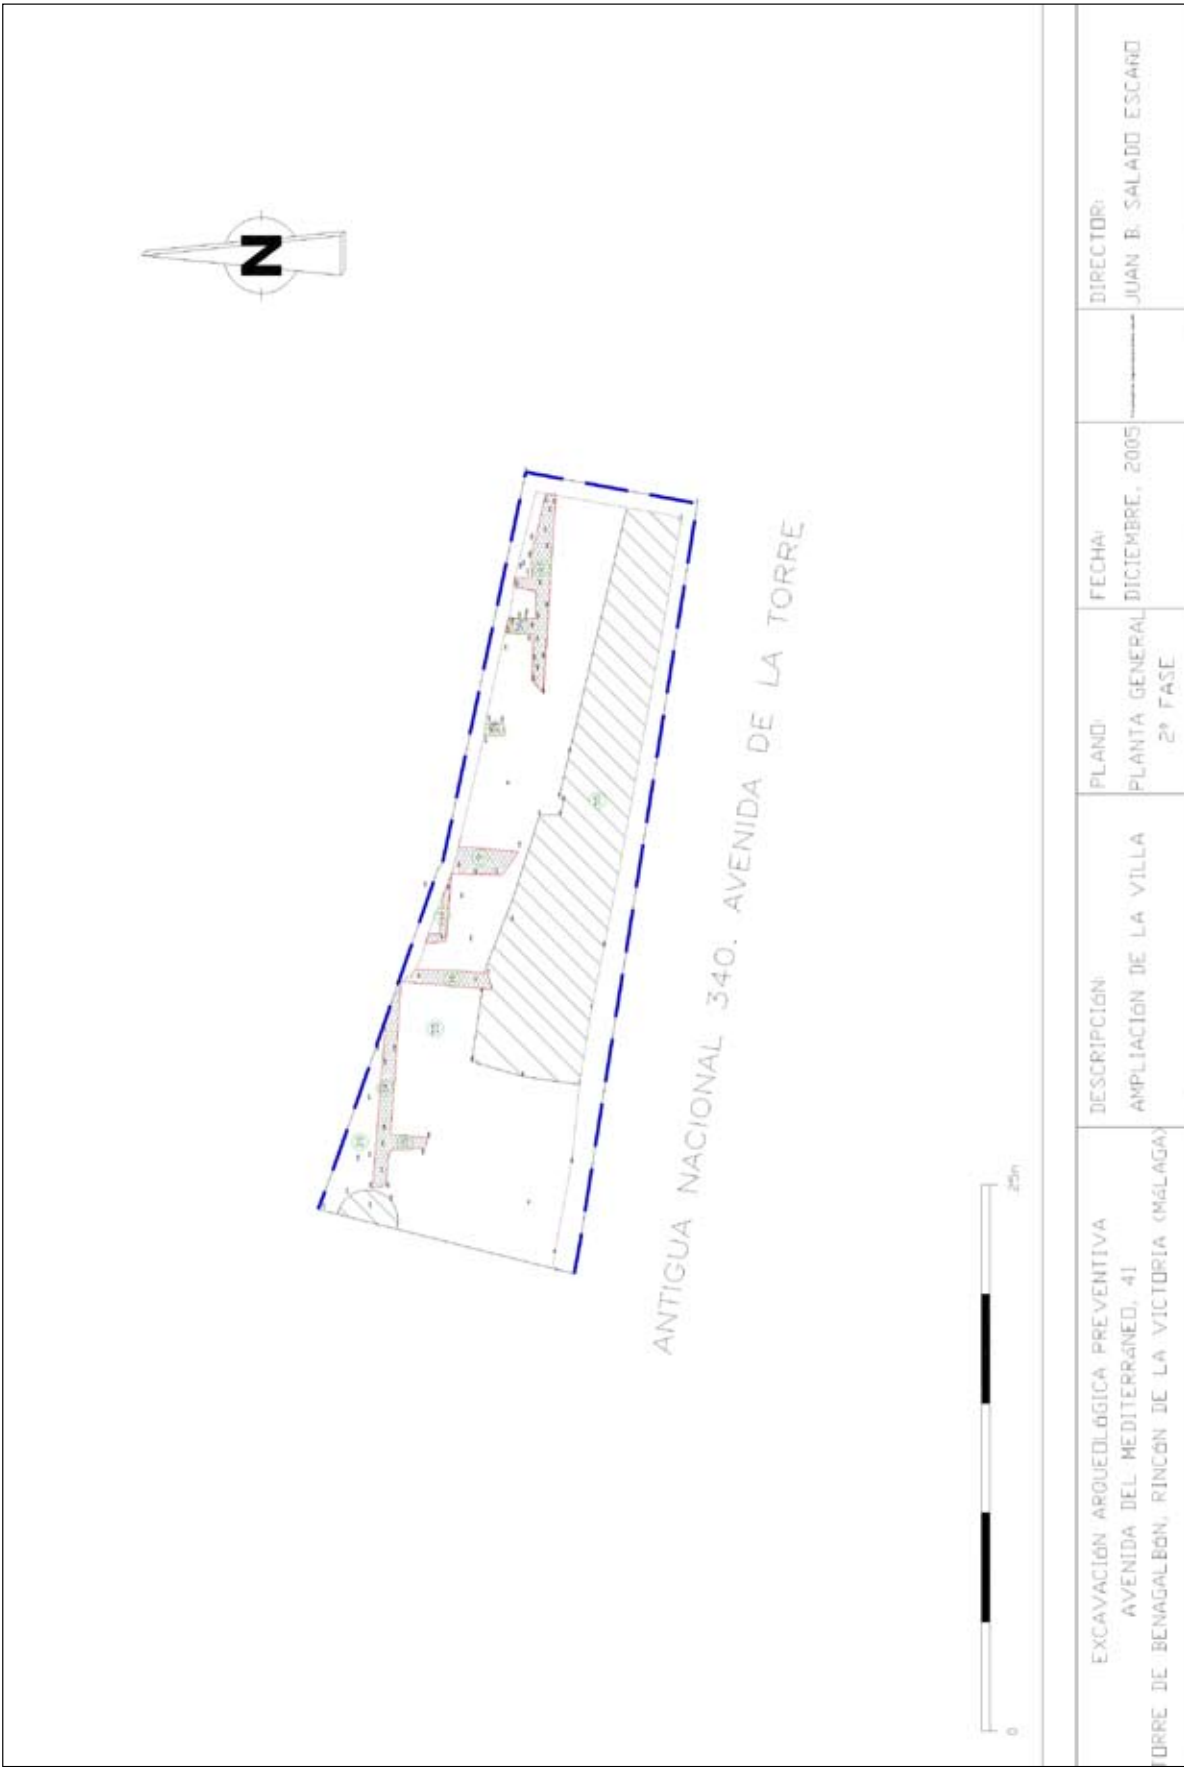 N
ANTIGUA NACIONAL 340. AVENIDA DE LA TORRE
0
25m
EXCAVACIÓN ARQUEOLÓGICA PREVENTIVA
AVENIDA DEL MEDITERRÁNEO, 41
TORRE DE BENAGALBÓN, RINCÓN DE LA VICTORIA (MÁLAGA)
DESCRIPCIÓN:
AMPLIACIÓN DE LA VILLA
PLANO:
PLANTA GENERAL
2ª FASE
FECHA:
DICIEMBRE, 2005
DIRECTOR:
JUAN B. SALADO ESCAÑO